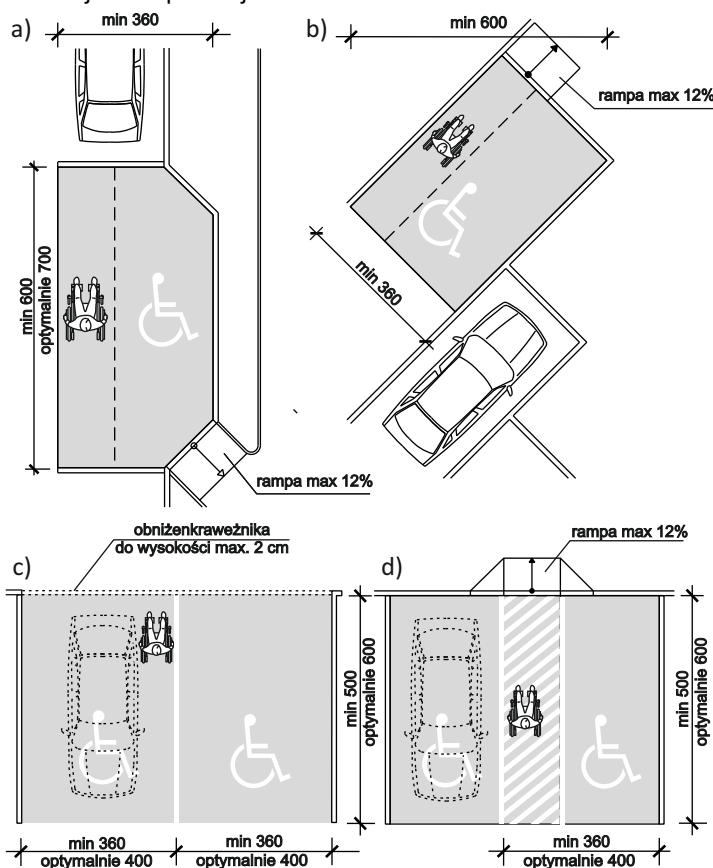 a)
min 360
b)
min 600
rampa max 12%
min 600
optymalnie 700
min 360
rampa max 12%
obniżenkraweżnika
do wysokości max. 2 cm
rampa max 12%
c)
d)
min 500
optymalnie 600
min 500
optymalnie 600
min 360
optymalnie 400
min 360
optymalnie 400
min 360
optymalnie 400